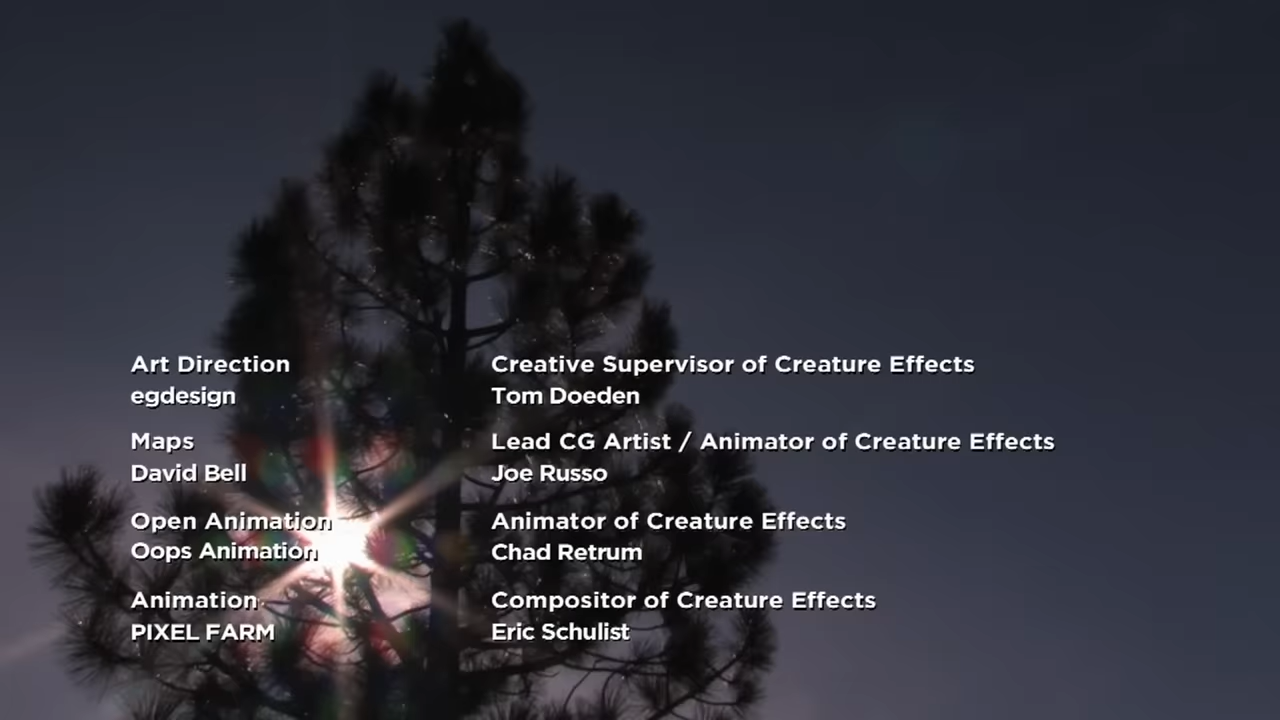 Art Direction
egdesign
Maps
David Bell
Open Animation
Oops Animation
Animation
PIXEL FARM
Creative Supervisor of Creature Effects
Tom Doeden
Lead CG Artist / Animator of Creature Effects
Joe Russo
Animator of Creature Effects
Chad Retrum
Compositor of Creature Effects
Eric Schulist